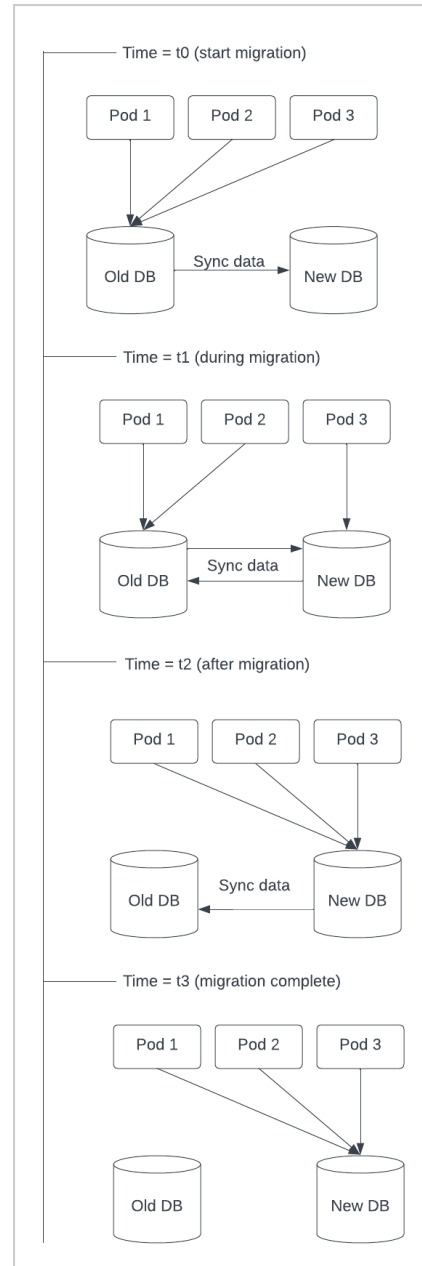 Time = t0 (start migration)
Pod 1 Pod 2 Pod 3
Sync data
Old DB New DB
Time = t1 (during migration)
Pod 1 Pod 2 Pod 3
Sync data
Old DB New DB
Time = t2 (after migration)
Pod 1 Pod 2 Pod 3
Sync data
Old DB New DB
Time = t3 (migration complete)
Pod 1 Pod 2 Pod 3
Old DB New DB